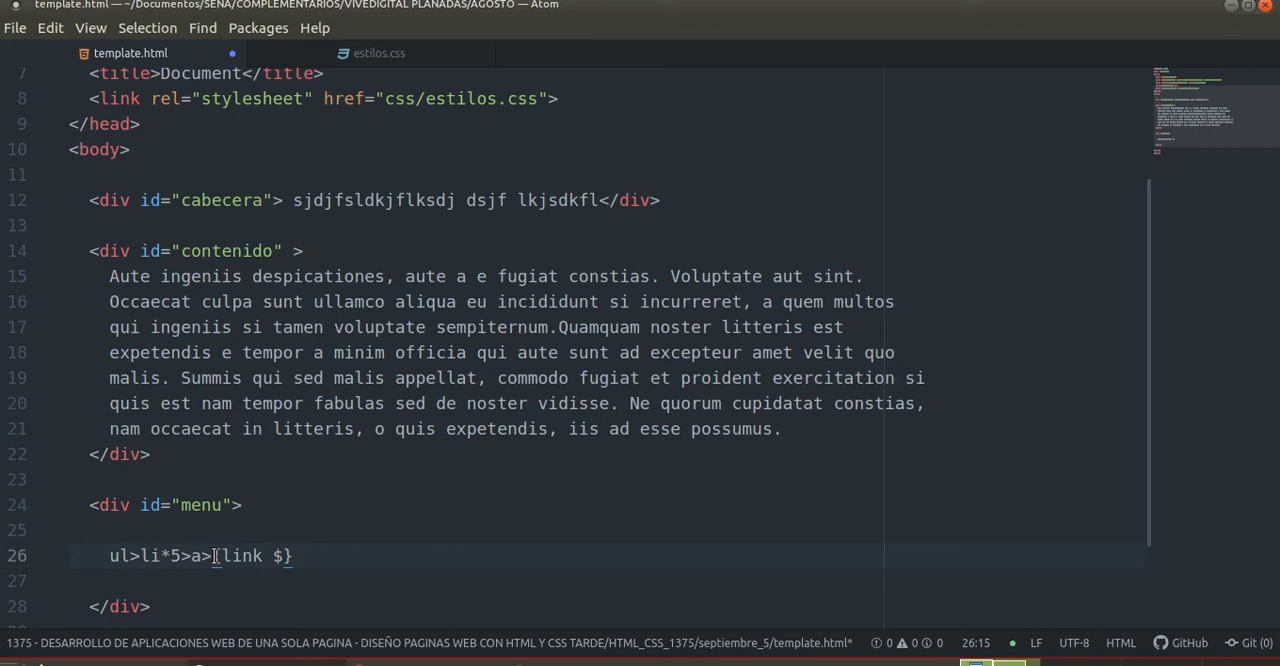 template.html — ~/Documentos/SENA/COMPLEMENTARIOS/VIVEDIGITAL PLANADAS/AGOSTO — Atom
File Edit View Selection Find Packages Help
template.html estilos.css
7 <title>Document</title>
8 <link rel="stylesheet" href="css/estilos.css">
9 </head>
10 <body>
11
12 <div id="cabecera"> sjdjfsldkjflksdj dsjf lkjsdkfl</div>
13
14 <div id="contenido" >
15 Aute ingeniis despicationes, aute a e fugiat constias. Voluptate aut sint.
16 Occaecat culpa sunt ullamco aliqua eu incididunt si incurreret, a quem multos
17 qui ingeniis si tamen voluptate sempiternum.Quamquam noster litteris est
18 expetendis e tempor a minim officia qui aute sunt ad excepteur amet velit quo
19 malis. Summis qui sed malis appellat, commodo fugiat et proident exercitation si
20 quis est nam tempor fabulas sed de noster vidisse. Ne quorum cupidatat constias,
21 nam occaecat in litteris, o quis expetendis, iis ad esse possumus.
22 </div>
23
24 <div id="menu">
25
26 ul>li*5>a>{link $}
27
28 </div>
1375 - DESARROLLO DE APLICACIONES WEB DE UNA SOLA PAGINA - DISEÑO PAGINAS WEB CON HTML Y CSS TARDE/HTML_CSS_1375/septiembre_5/template.html* 0 0 0 26:15 LF UTF-8 HTML GitHub Git (0)